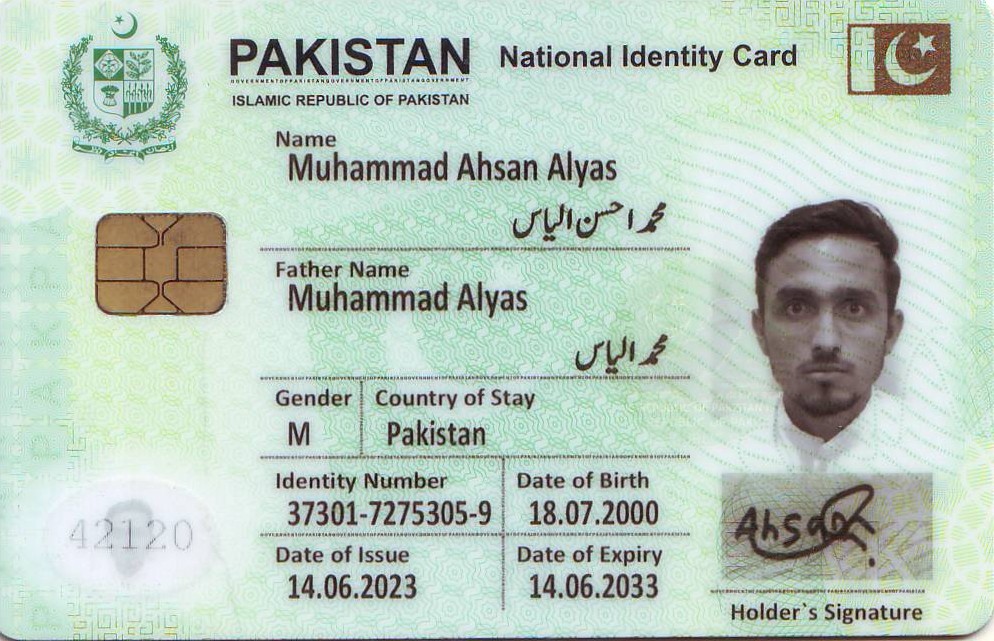 PAKISTAN National Identity Card
ISLAMIC REPUBLIC OF PAKISTAN
Name
Muhammad Ahsan Alyas
محمد احسن الیاس
Father Name
Muhammad Alyas
محمد الیاس
Gender Country of Stay
M Pakistan
Identity Number Date of Birth
37301-7275305-9 18.07.2000
Date of Issue Date of Expiry
14.06.2023 14.06.2033
42120
Ahsan
Holder`s Signature